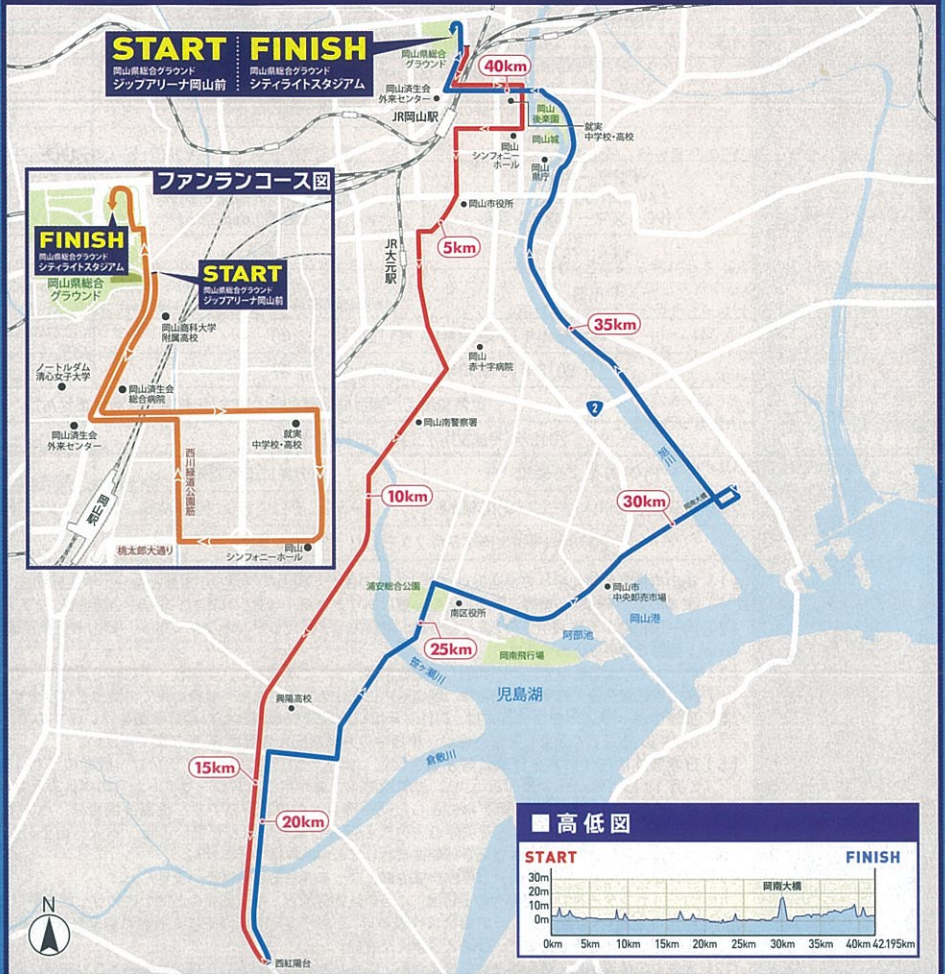 START FINISH
岡山県総合グラウンド
ジップアリーナ岡山前
岡山県総合グラウンド
シティライトスタジアム
岡山県総合
グラウンド
40km
岡山済生会
外来センター
JR岡山駅
岡山
後楽園
就実
中学校・高校
岡山城
岡山
シンフォニー
ホール
岡山
県庁
岡山市役所
5km
JR大元駅
35km
岡山
赤十字病院
2
岡山南警察署
旭川
10km
30km
岡南大橋
浦安総合公園
南区役所
岡山市
中央卸売市場
岡山港
阿部池
25km
岡南飛行場
笹ヶ瀬川
児島湖
興陽高校
倉敷川
15km
20km
西紅陽台
N
ファンランコース図
FINISH
岡山県総合グラウンド
シティライトスタジアム
START
岡山県総合グラウンド
ジップアリーナ岡山前
岡山県総合
グラウンド
岡山商科大学
附属高校
ノートルダム
清心女子大学
岡山済生会
総合病院
岡山済生会
外来センター
就実
中学校・高校
西川緑道公園筋
岡山駅
桃太郎大通り
岡山
シンフォニーホール
■高低図
START FINISH
岡南大橋
30m
20m
10m
0m
0km 5km 10km 15km 20km 25km 30km 35km 40km 42.195km